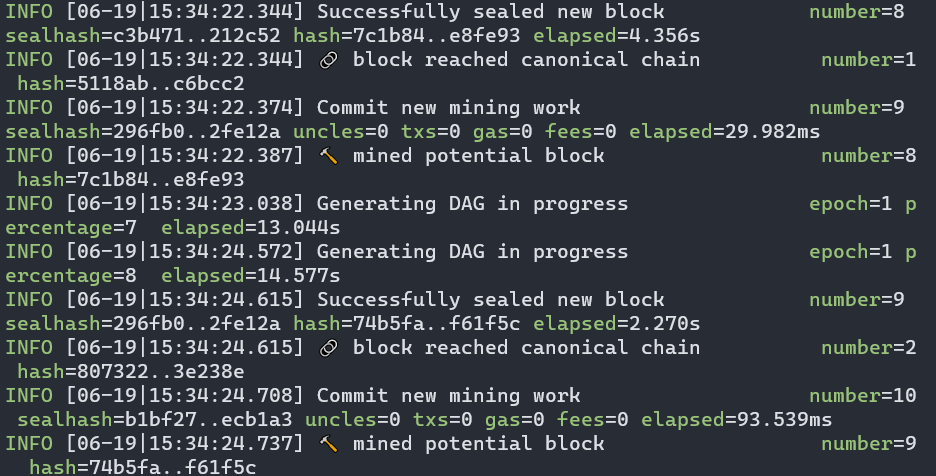 INFO [06-19|15:34:22.344] Successfully sealed new block            number=8
sealhash=c3b471..212c52 hash=7c1b84..e8fe93 elapsed=4.356s
INFO [06-19|15:34:22.344] 🔗 block reached canonical chain          number=1
 hash=5118ab..c6bcc2
INFO [06-19|15:34:22.374] Commit new mining work                   number=9
sealhash=296fb0..2fe12a uncles=0 txs=0 gas=0 fees=0 elapsed=29.982ms
INFO [06-19|15:34:22.387] 🔨 mined potential block                  number=8
 hash=7c1b84..e8fe93
INFO [06-19|15:34:23.038] Generating DAG in progress               epoch=1 p
ercentage=7  elapsed=13.044s
INFO [06-19|15:34:24.572] Generating DAG in progress               epoch=1 p
ercentage=8  elapsed=14.577s
INFO [06-19|15:34:24.615] Successfully sealed new block            number=9
sealhash=296fb0..2fe12a hash=74b5fa..f61f5c elapsed=2.270s
INFO [06-19|15:34:24.615] 🔗 block reached canonical chain          number=2
 hash=807322..3e238e
INFO [06-19|15:34:24.708] Commit new mining work                   number=10
 sealhash=b1bf27..ecb1a3 uncles=0 txs=0 gas=0 fees=0 elapsed=93.539ms
INFO [06-19|15:34:24.737] 🔨 mined potential block                  number=9
  hash=74b5fa..f61f5c